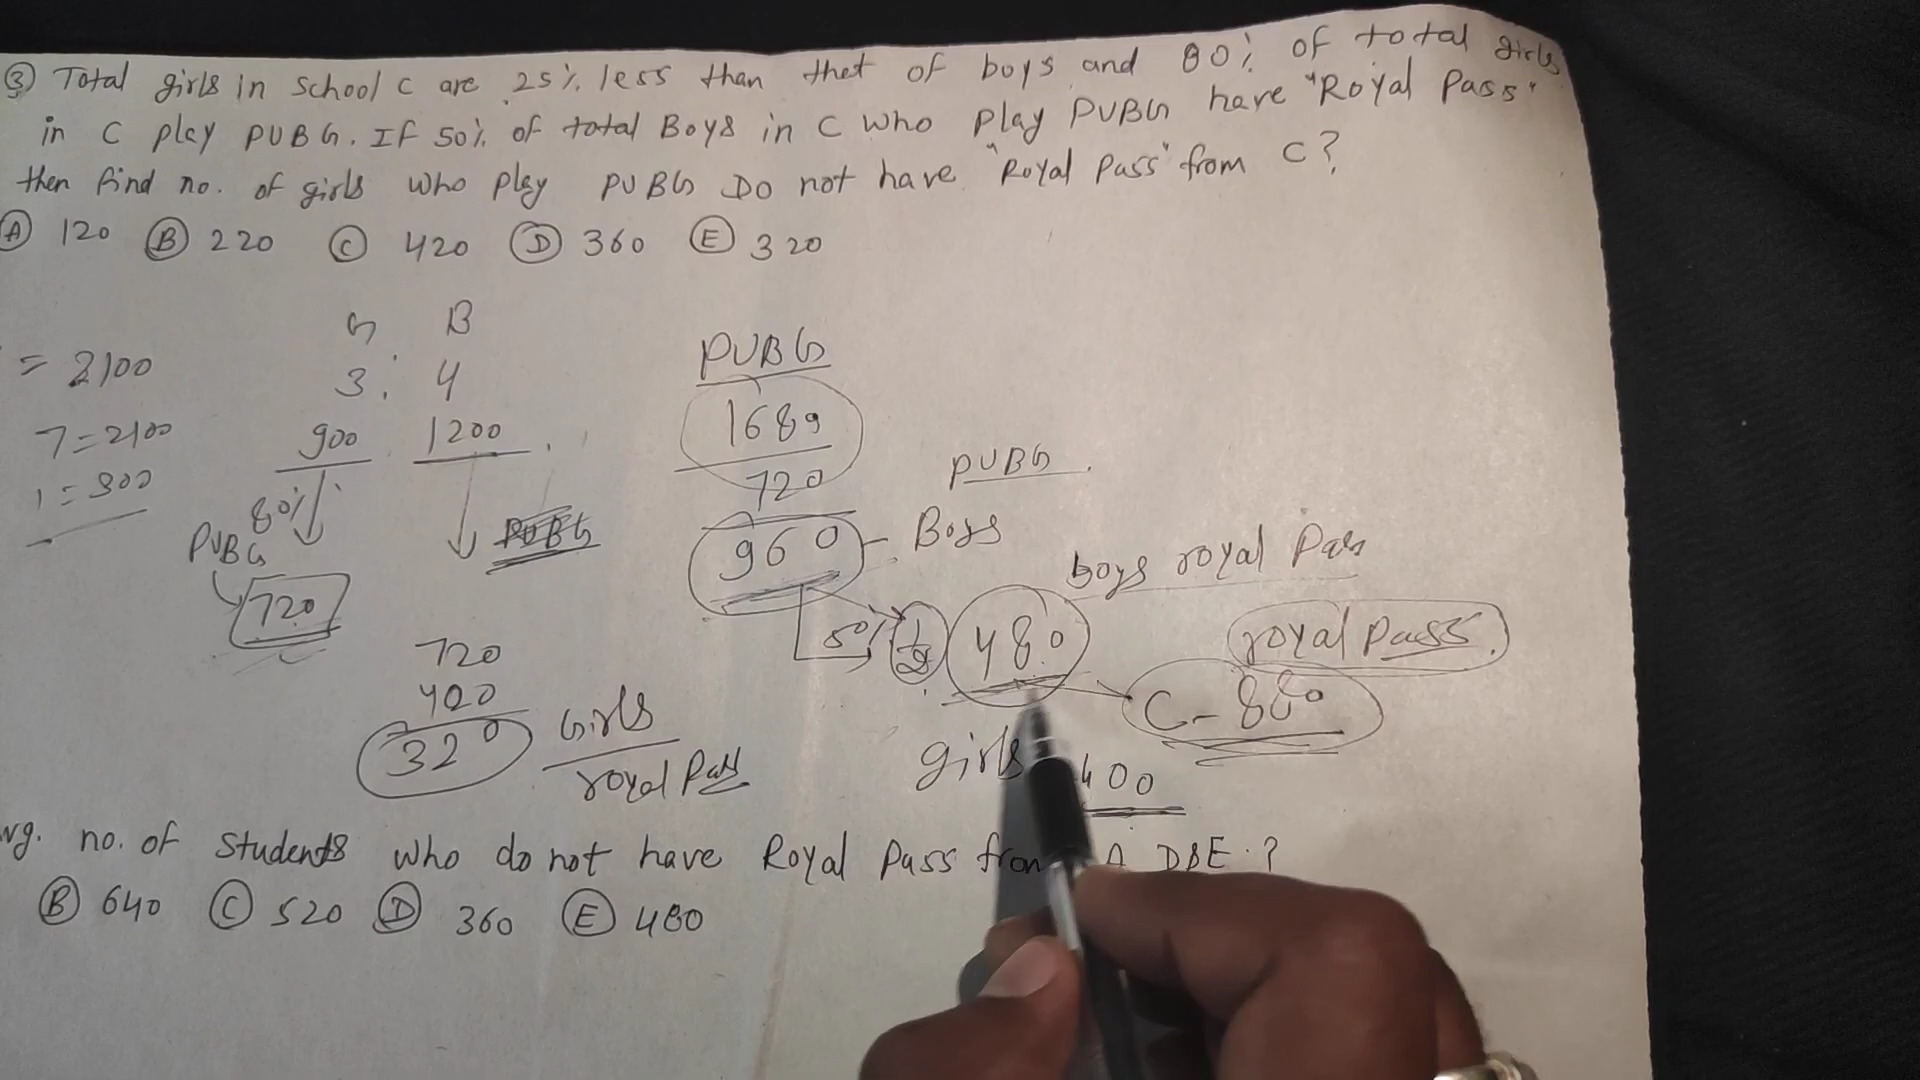 ③ Total girls in school C are 25% less than thet of boys and 80% of total girls
in C play PUBG. If 50% of total Boys in C who play PUBG have "Royal Pass"
then find no. of girls who play PUBG Do not have "Royal Pass" from C?
Ⓐ 120 Ⓑ 220 Ⓒ 420 Ⓓ 360 Ⓔ 320
G B
= 2100
3 : 4
7 = 2100
900 1200
1 = 300
80%
PUBG
720
PUBG
PUBG
1680
720
960 - Boys
PUBG
50% 1/2 480
boys royal Pass
royal Pass
C - 880
girls 400
720
400
320 Girls
royal Pass
vg. no. of Students who do not have Royal Pass from A D&E ?
Ⓑ 640 Ⓒ 520 Ⓓ 360 Ⓔ 480